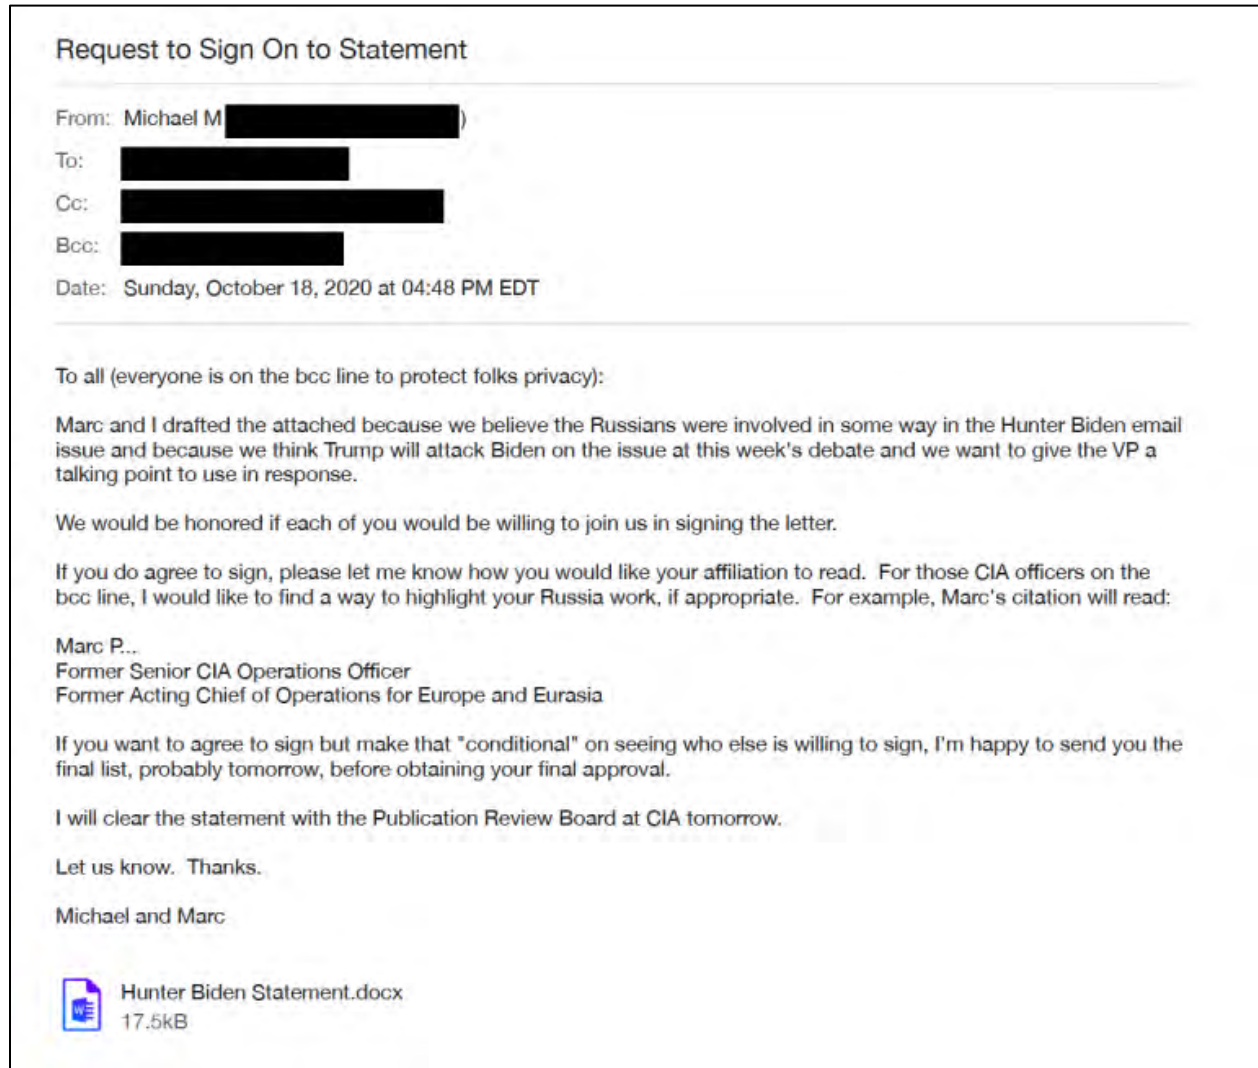 Request to Sign On to Statement
From: Michael M )
To:
Cc:
Bcc:
Date: Sunday, October 18, 2020 at 04:48 PM EDT
To all (everyone is on the bcc line to protect folks privacy):
Marc and I drafted the attached because we believe the Russians were involved in some way in the Hunter Biden email
issue and because we think Trump will attack Biden on the issue at this week's debate and we want to give the VP a
talking point to use in response.
We would be honored if each of you would be willing to join us in signing the letter.
If you do agree to sign, please let me know how you would like your affiliation to read. For those CIA officers on the
bcc line, I would like to find a way to highlight your Russia work, if appropriate. For example, Marc's citation will read:
Marc P...
Former Senior CIA Operations Officer
Former Acting Chief of Operations for Europe and Eurasia
If you want to agree to sign but make that "conditional" on seeing who else is willing to sign, I'm happy to send you the
final list, probably tomorrow, before obtaining your final approval.
I will clear the statement with the Publication Review Board at CIA tomorrow.
Let us know. Thanks.
Michael and Marc
W
Hunter Biden Statement.docx
17.5kB